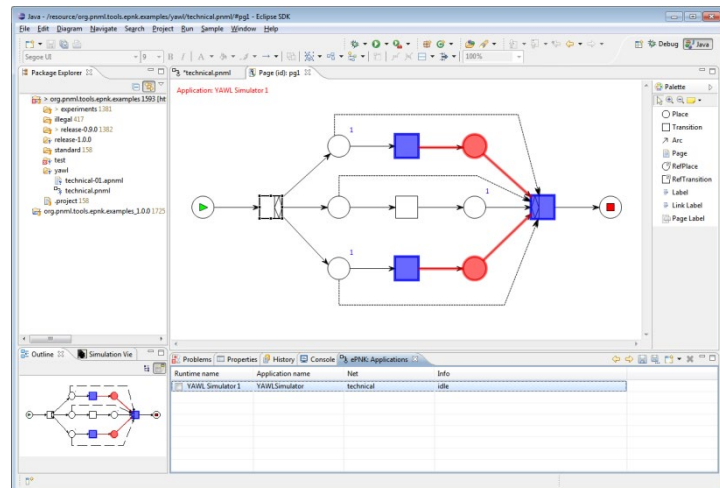 Java - /resource/org.pnml.tools.epnk.examples/yawl/technical.pnml/#pg1 - Eclipse SDK
File Edit Diagram Navigate Search Project Run Sample Window Help
Segoe UI 9 B I A 100% Debug Java
Package Explorer
*technical.pnml Page (id): pg1
> org.pnml.tools.epnk.examples 1593 [ht
> experiments 1381
illegal 417
> release-0.9.0 1382
release-1.0.0
standard 158
test
yawl
technical-01.apnml
technical.pnml
.project 158
org.pnml.tools.epnk.examples_1.0.0 1725
Application: YAWL Simulator 1
1
1
1
Palette
Place
Transition
Arc
Page
RefPlace
RefTransition
Label
Link Label
Page Label
Outline Simulation Vie
Problems Properties History Console ePNK: Applications
Runtime name Application name Net Info
YAWL Simulator 1 YAWLSimulator technical idle